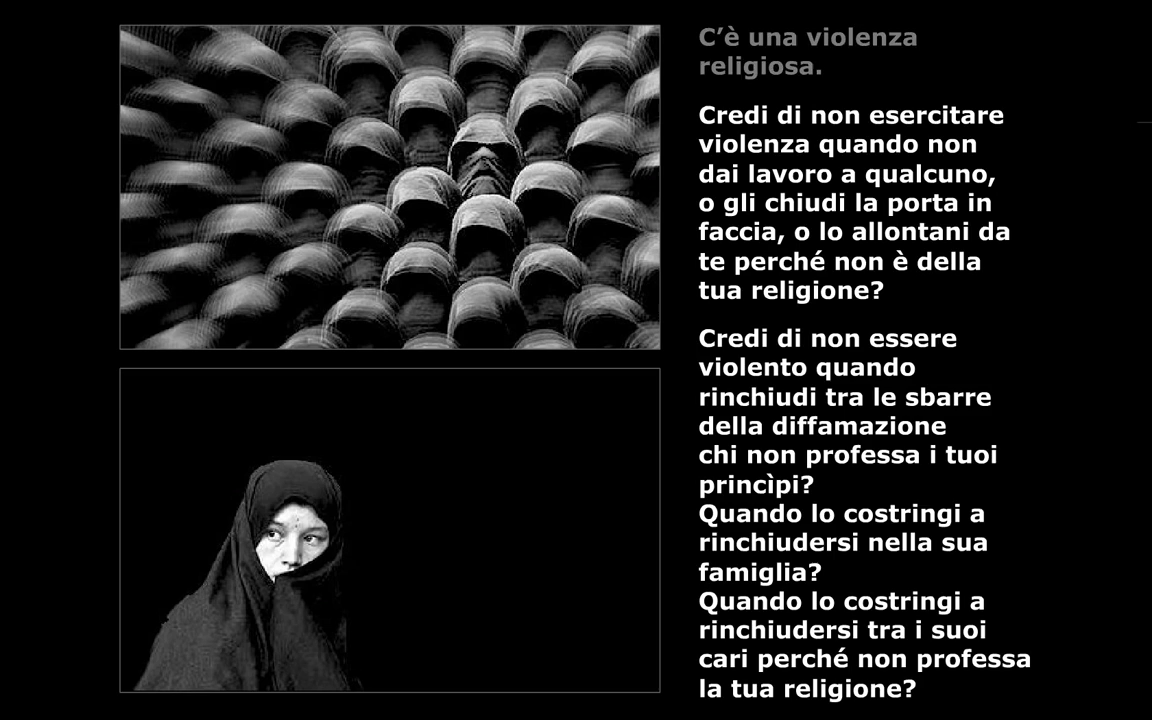 C’è una violenza
religiosa.
Credi di non esercitare
violenza quando non
dai lavoro a qualcuno,
o gli chiudi la porta in
faccia, o lo allontani da
te perché non è della
tua religione?
Credi di non essere
violento quando
rinchiudi tra le sbarre
della diffamazione
chi non professa i tuoi
princìpi?
Quando lo costringi a
rinchiudersi nella sua
famiglia?
Quando lo costringi a
rinchiudersi tra i suoi
cari perché non professa
la tua religione?